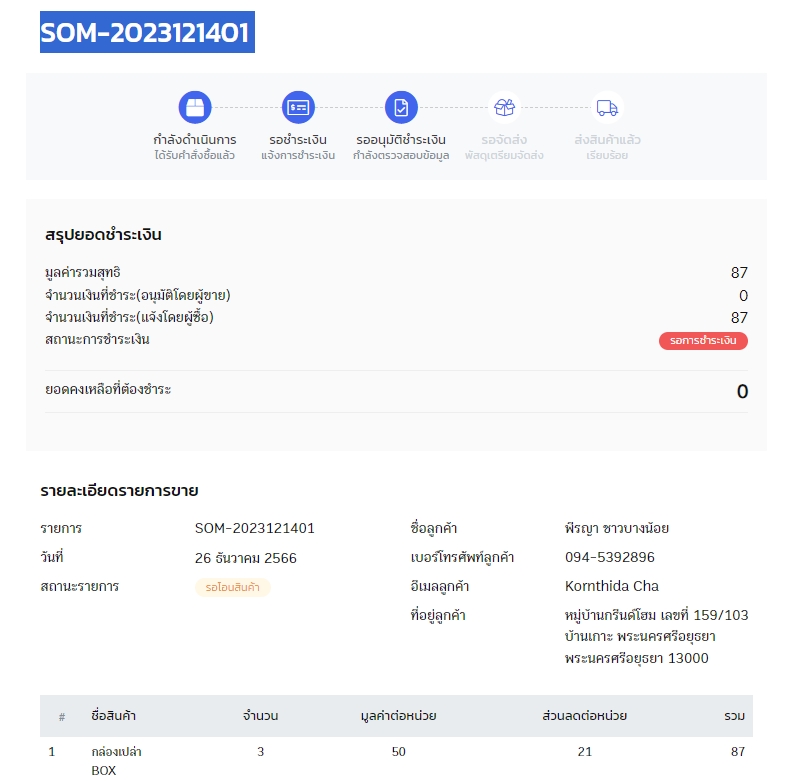 SOM-2023121401
กำลังดำเนินการ รอชำระเงิน รออนุมัติชำระเงิน รอจัดส่ง ส่งสินค้าแล้ว
ได้รับคำสั่งซื้อแล้ว แจ้งการชำระเงิน กำลังตรวจสอบข้อมูล พัสดุเตรียมจัดส่ง เรียบร้อย
สรุปยอดชำระเงิน
มูลค่ารวมสุทธิ 87
จำนวนเงินที่ชำระ(อนุมัติโดยผู้ขาย) 0
จำนวนเงินที่ชำระ(แจ้งโดยผู้ซื้อ) 87
สถานะการชำระเงิน รอการชำระเงิน
ยอดคงเหลือที่ต้องชำระ 0
รายละเอียดรายการขาย
รายการ SOM-2023121401 ชื่อลูกค้า พีรญา ชาวบางน้อย
วันที่ 26 ธันวาคม 2566 เบอร์โทรศัพท์ลูกค้า 094-5392896
สถานะรายการ รอโอนสินค้า อีเมลลูกค้า Kornthida Cha
ที่อยู่ลูกค้า หมู่บ้านกรีนด์โฮม เลขที่ 159/103
บ้านเกาะ พระนครศรีอยุธยา
พระนครศรีอยุธยา 13000
# ชื่อสินค้า จำนวน มูลค่าต่อหน่วย ส่วนลดต่อหน่วย รวม
1 กล่องเปล่า 3 50 21 87
BOX